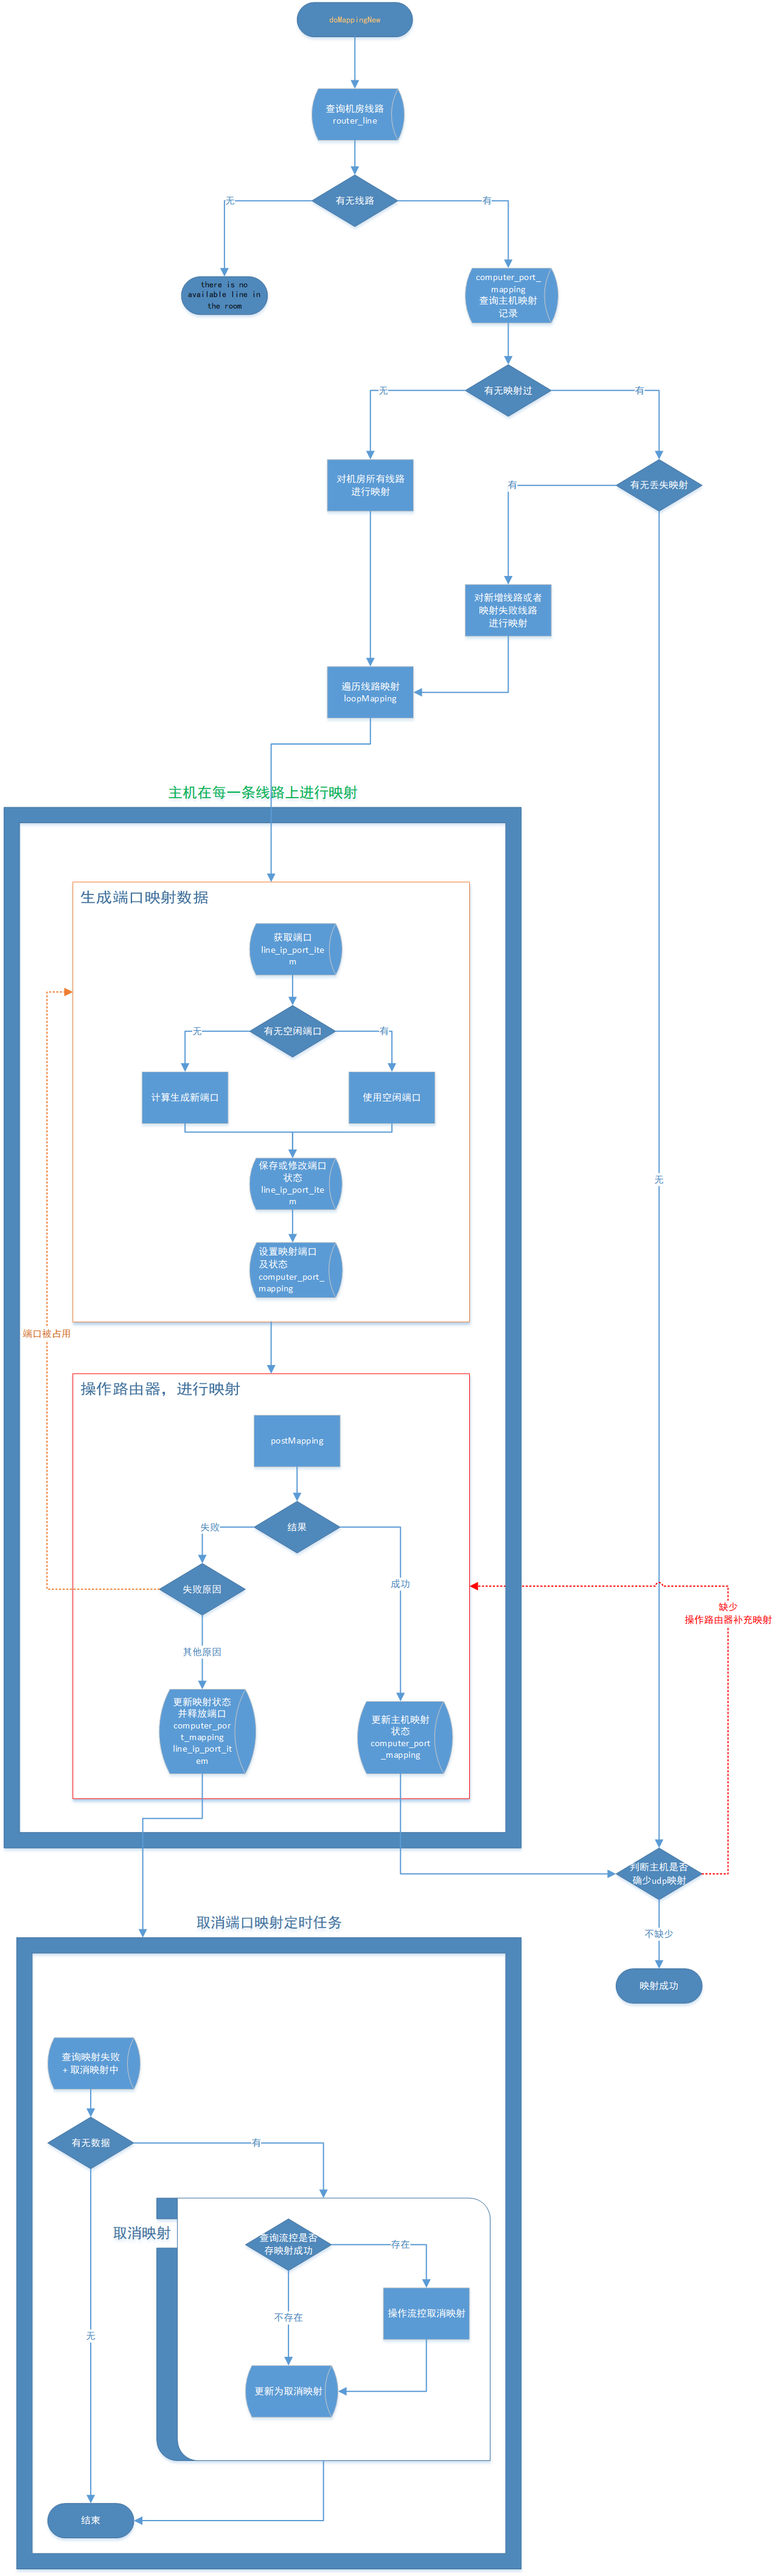 doMappingNew
查询机房线路
router_line
有无线路
无
有
there is no
available line in
the room
computer_port_
mapping
查询主机映射
记录
有无映射过
无
有
对机房所有线路
进行映射
有无丢失映射
有
对新增线路或者
映射失败线路
进行映射
遍历线路映射
loopMapping
主机在每一条线路上进行映射
生成端口映射数据
获取端口
line_ip_port_ite
m
有无空闲端口
无
有
计算生成新端口
使用空闲端口
保存或修改端口
状态
line_ip_port_ite
m
无
设置映射端口
及状态
computer_port_
mapping
端口被占用
操作路由器，进行映射
postMapping
结果
失败
失败原因
成功
缺少
操作路由器补充映射
其他原因
更新映射状态
并释放端口
computer_por
t_mapping
line_ip_port_it
em
更新主机映射
状态
computer_port
_mapping
判断主机是否
确少udp映射
不缺少
映射成功
取消端口映射定时任务
查询映射失败
+ 取消映射中
有无数据
有
取消映射
查询流控是否
存映射成功
存在
不存在
操作流控取消映射
无
更新为取消映射
结束